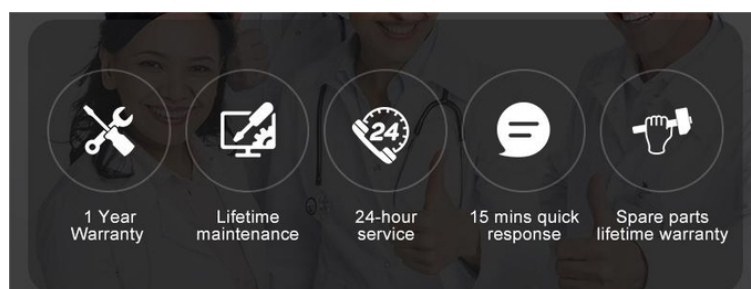 24
1 Year
Warranty
Lifetime
maintenance
24-hour
service
15 mins quick
response
Spare parts
lifetime warranty